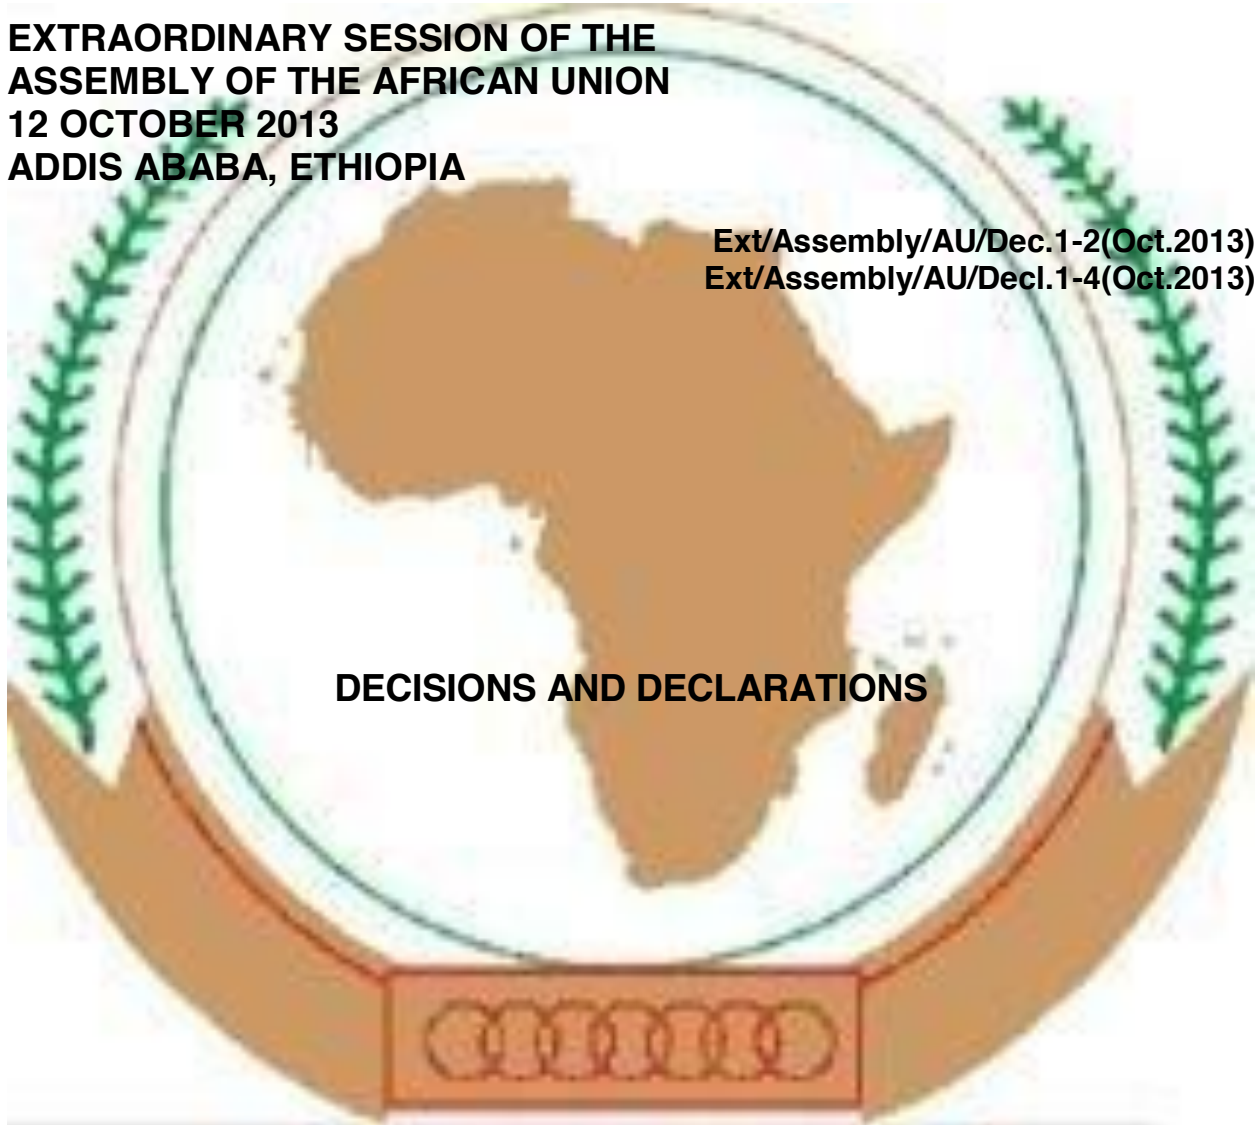 EXTRAORDINARY SESSION OF THE
ASSEMBLY OF THE AFRICAN UNION
12 OCTOBER 2013
ADDIS ABABA, ETHIOPIA
Ext/Assembly/AU/Dec.1-2(Oct.2013)
Ext/Assembly/AU/Decl.1-4(Oct.2013)
DECISIONS AND DECLARATIONS